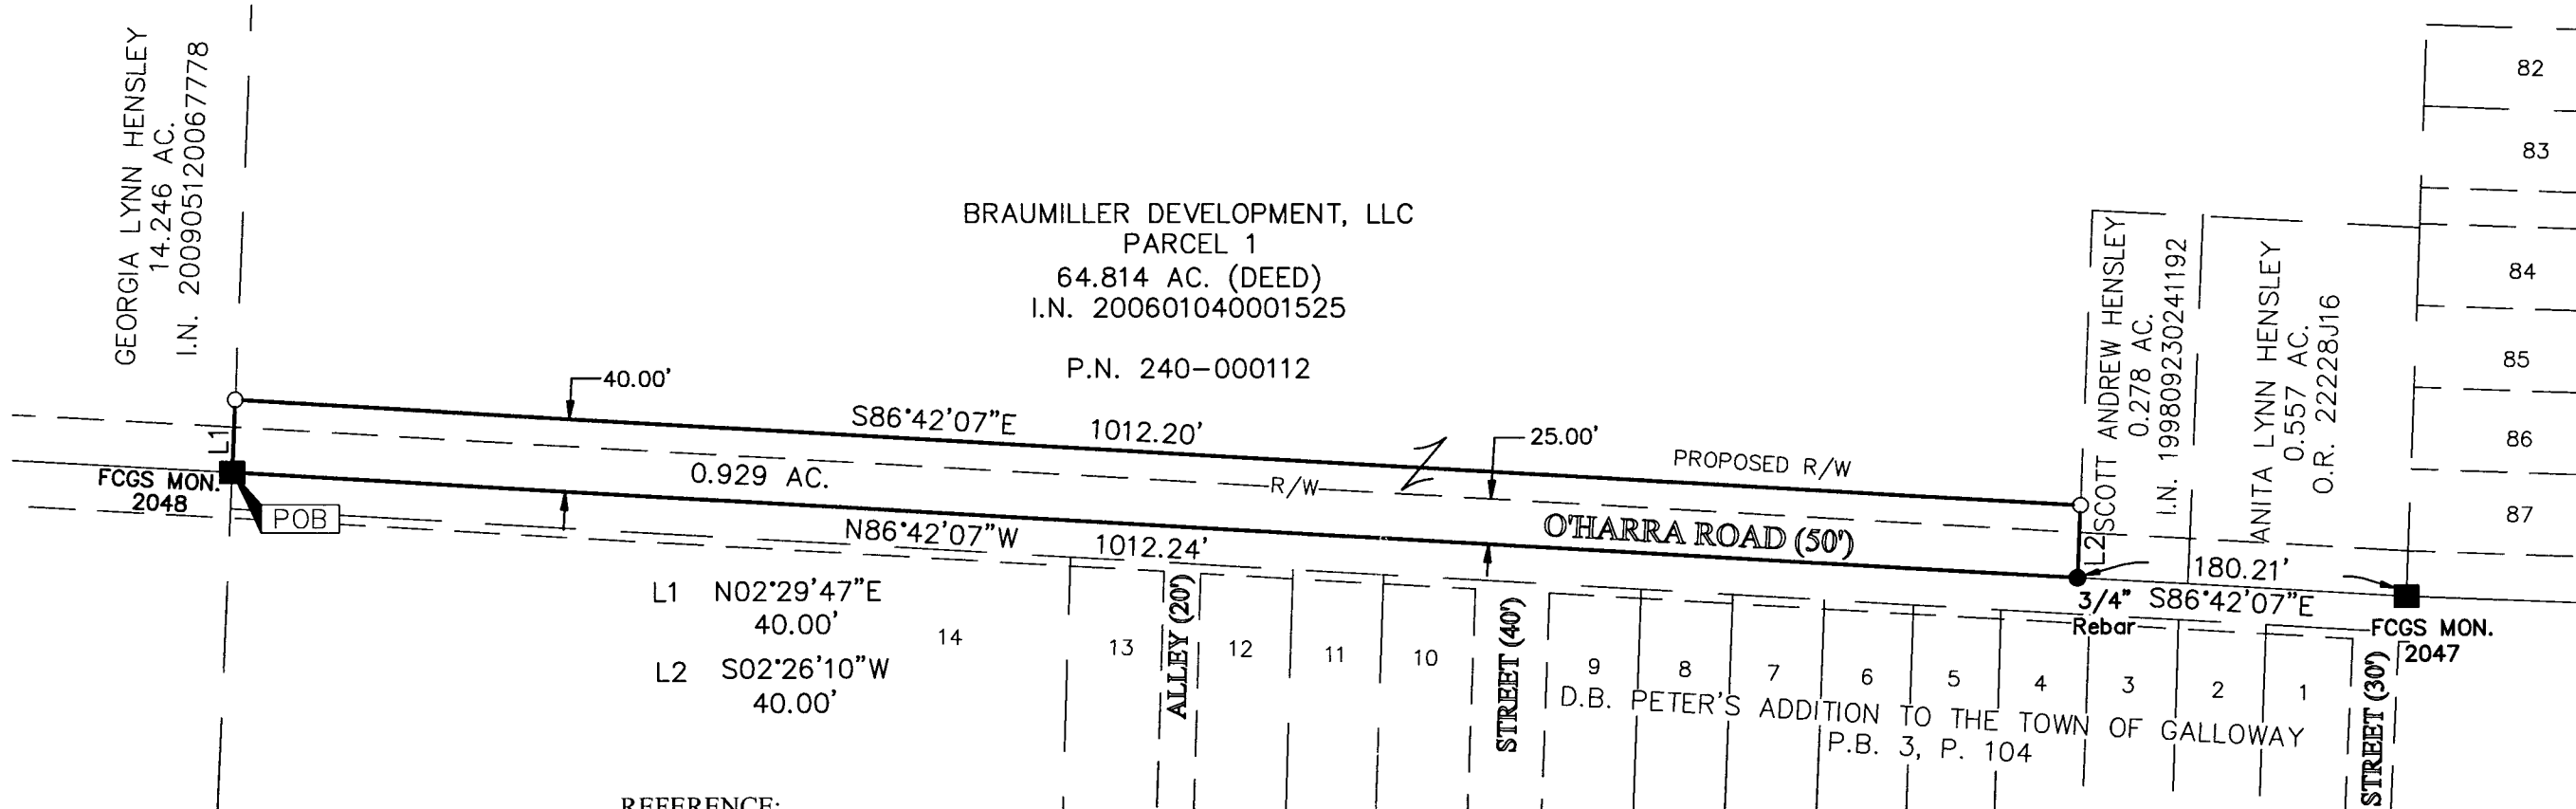 GEORGIA LYNN HENSLEY
14.246 AC.
I.N. 200905120067778
BRAUMILLER DEVELOPMENT, LLC
PARCEL 1
64.814 AC. (DEED)
I.N. 200601040001525
P.N. 240-000112
SCOTT ANDREW HENSLEY
0.278 AC.
I.N. 199809230241192
ANITA LYNN HENSLEY
0.557 AC.
O.R. 22228J16
82
83
84
85
86
87
40.00'
S86°42'07"E 1012.20'
25.00'
PROPOSED R/W
L1
0.929 AC.
R/W
FCGS MON.
2048
POB
N86°42'07"W 1012.24'
O'HARRA ROAD (50')
L2
180.21'
3/4" S86°42'07"E
Rebar
FCGS MON.
2047
L1 N02°29'47"E
40.00'
L2 S02°26'10"W
40.00'
14
13
ALLEY (20')
12
11
10
STREET (40')
9
8
7
6
5
4
3
2
1
STREET (30')
D.B. PETER'S ADDITION TO THE TOWN OF GALLOWAY
P.B. 3, P. 104
REFERENCE: